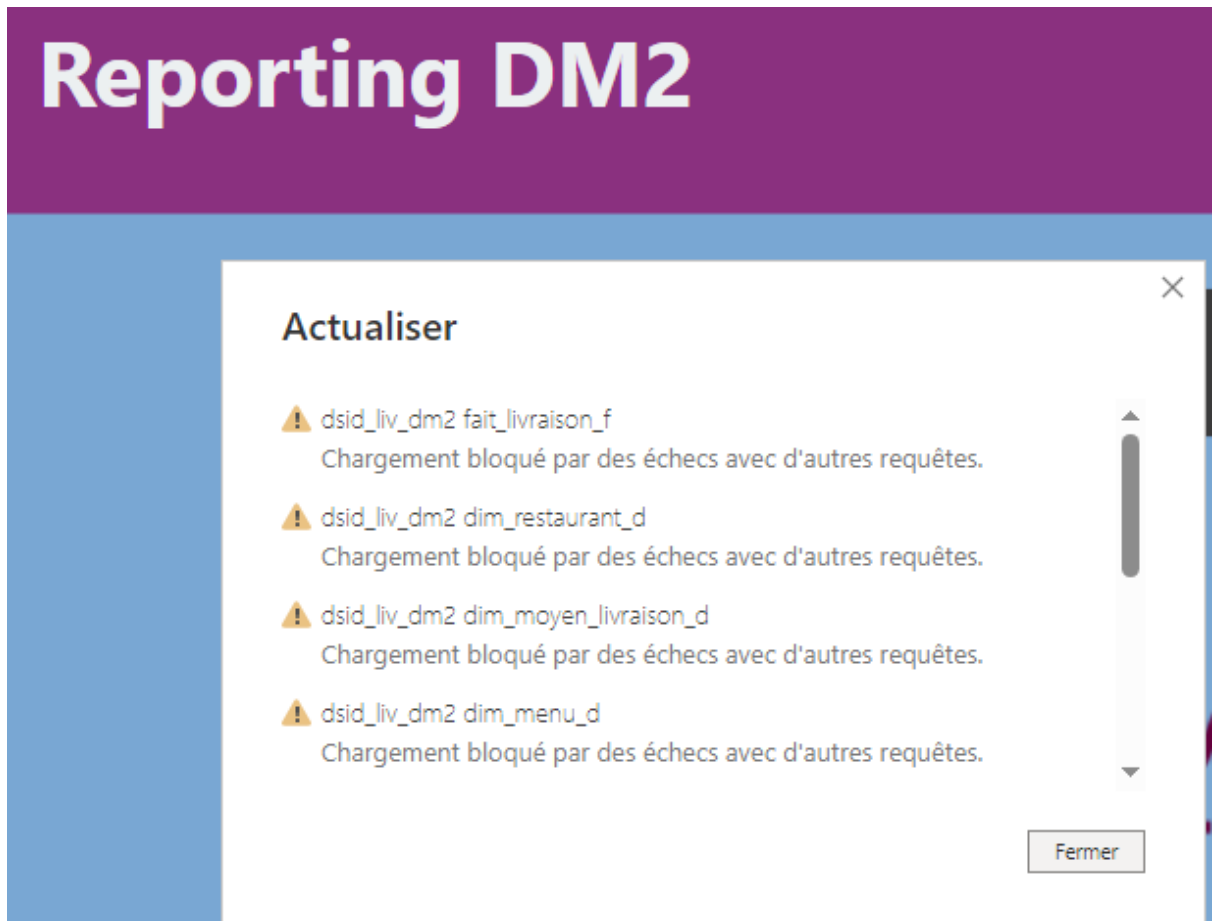 Reporting DM2
Actualiser
dsid_liv_dm2 fait_livraison_f
Chargement bloqué par des échecs avec d'autres requêtes.
dsid_liv_dm2 dim_restaurant_d
Chargement bloqué par des échecs avec d'autres requêtes.
dsid_liv_dm2 dim_moyen_livraison_d
Chargement bloqué par des échecs avec d'autres requêtes.
dsid_liv_dm2 dim_menu_d
Chargement bloqué par des échecs avec d'autres requêtes.
Fermer